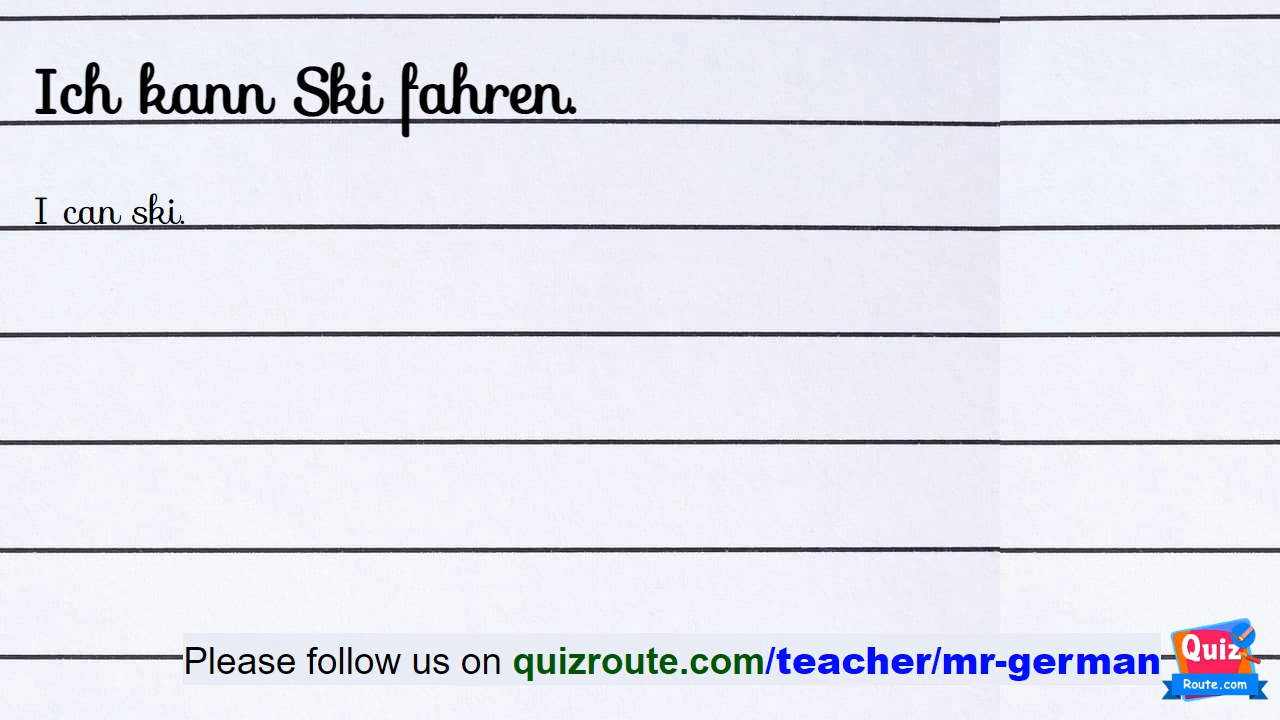 Ich kann Ski fahren.
I can ski.
Please follow us on quizroute.com/teacher/mr-german
Quiz
Route.com